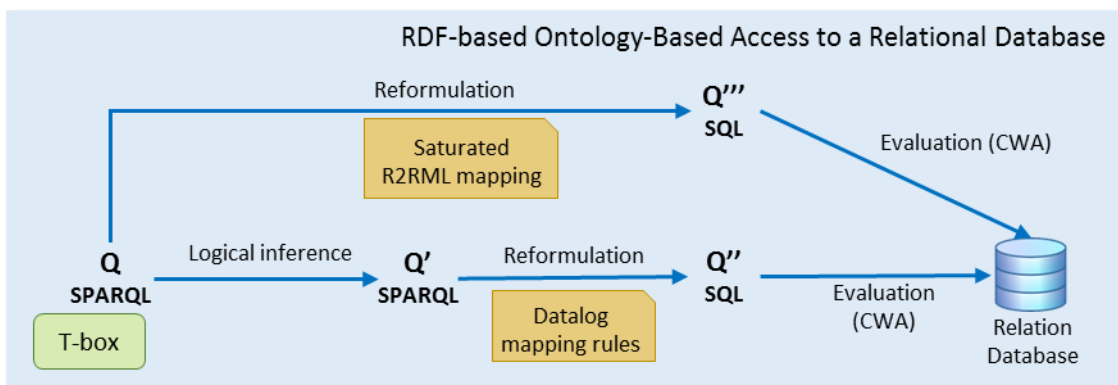 RDF-based Ontology-Based Access to a Relational Database
Reformulation
Q'''
SQL
Saturated
R2RML mapping
Evaluation (CWA)
Q
SPARQL
Logical inference
Q'
SPARQL
Reformulation
Q''
SQL
Evaluation
(CWA)
T-box
Datalog
mapping rules
Relation
Database